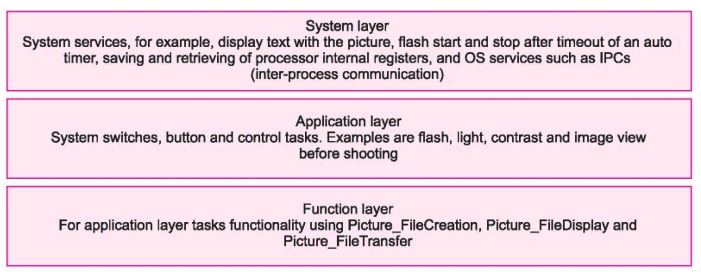 System layer
System services, for example, display text with the picture, flash start and stop after timeout of an auto
timer, saving and retrieving of processor internal registers, and OS services such as IPCs
(inter-process communication)
Application layer
System switches, button and control tasks. Examples are flash, light, contrast and image view
before shooting
Function layer
For application layer tasks functionality using Picture_FileCreation, Picture_FileDisplay and
Picture_FileTransfer